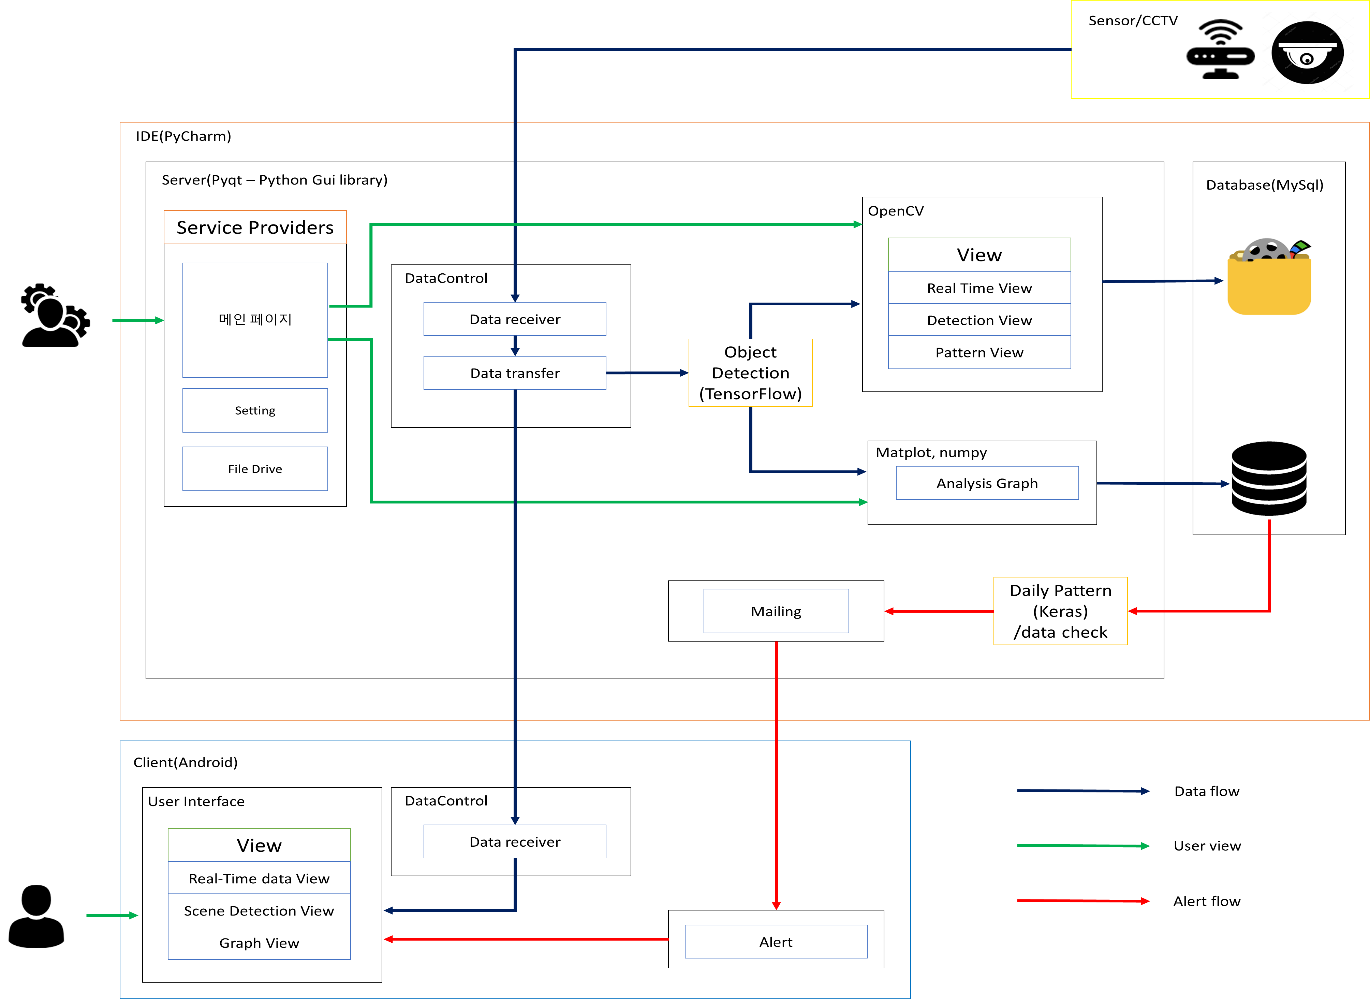 Sensor/CCTV
IDE(PyCharm)
Server(Pyqt – Python Gui library)
Database(MySql)
Service Providers
메인 페이지
Setting
File Drive
DataControl
Data receiver
Data transfer
Object
Detection
(TensorFlow)
OpenCV
View
Real Time View
Detection View
Pattern View
Matplot, numpy
Analysis Graph
Mailing
Daily Pattern
(Keras)
/data check
Client(Android)
User Interface
View
Real-Time data View
Scene Detection View
Graph View
DataControl
Data receiver
Alert
Data flow
User view
Alert flow